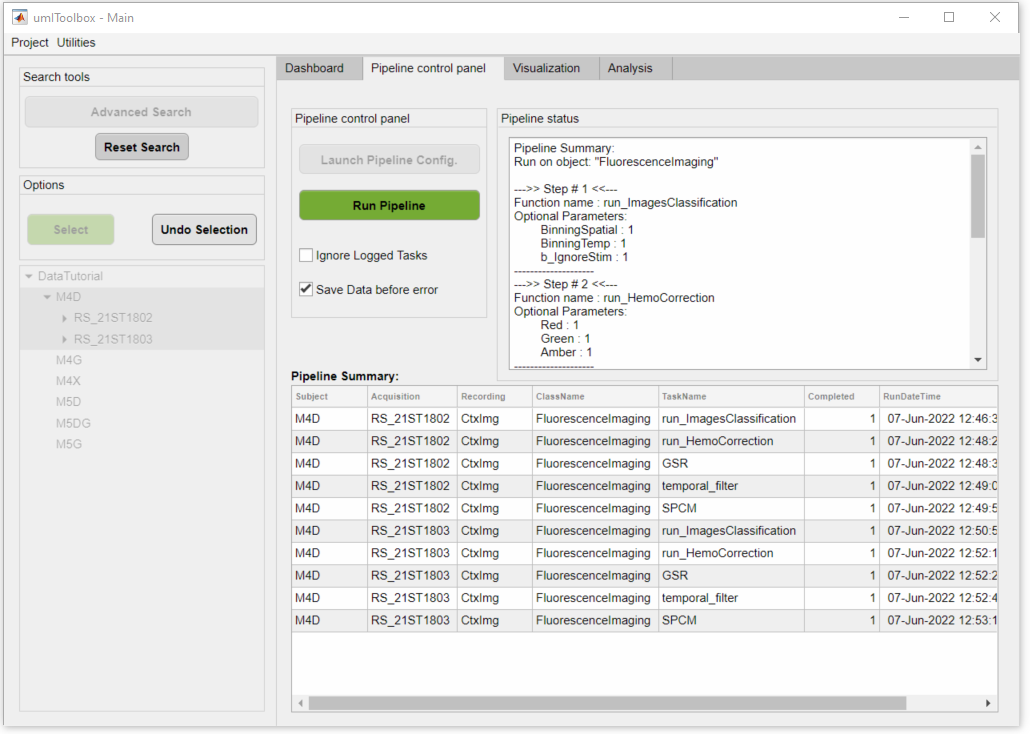 umIToolbox - Main
Project Utilities
Search tools
Advanced Search
Reset Search
Options
Select
Undo Selection
DataTutorial
M4D
RS_21ST1802
RS_21ST1803
M4G
M4X
M5D
M5DG
M5G
Dashboard Pipeline control panel Visualization Analysis
Pipeline control panel
Launch Pipeline Config.
Run Pipeline
Ignore Logged Tasks
Save Data before error
Pipeline status
Pipeline Summary:
Run on object: "FluorescenceImaging"
--->> Step # 1 <<---
Function name : run_ImagesClassification
Optional Parameters:
BinningSpatial : 1
BinningTemp : 1
b_IgnoreStim : 1
--------------------
--->> Step # 2 <<---
Function name : run_HemoCorrection
Optional Parameters:
Red : 1
Green : 1
Amber : 1
--------------------
Pipeline Summary:
Subject Acquisition Recording ClassName TaskName Completed RunDateTime
M4D RS_21ST1802 CtxImg FluorescenceImaging run_ImagesClassification 1 07-Jun-2022 12:46:3
M4D RS_21ST1802 CtxImg FluorescenceImaging run_HemoCorrection 1 07-Jun-2022 12:48:2
M4D RS_21ST1802 CtxImg FluorescenceImaging GSR 1 07-Jun-2022 12:48:3
M4D RS_21ST1802 CtxImg FluorescenceImaging temporal_filter 1 07-Jun-2022 12:49:0
M4D RS_21ST1802 CtxImg FluorescenceImaging SPCM 1 07-Jun-2022 12:49:5
M4D RS_21ST1803 CtxImg FluorescenceImaging run_ImagesClassification 1 07-Jun-2022 12:50:5
M4D RS_21ST1803 CtxImg FluorescenceImaging run_HemoCorrection 1 07-Jun-2022 12:52:1
M4D RS_21ST1803 CtxImg FluorescenceImaging GSR 1 07-Jun-2022 12:52:2
M4D RS_21ST1803 CtxImg FluorescenceImaging temporal_filter 1 07-Jun-2022 12:52:4
M4D RS_21ST1803 CtxImg FluorescenceImaging SPCM 1 07-Jun-2022 12:53:1